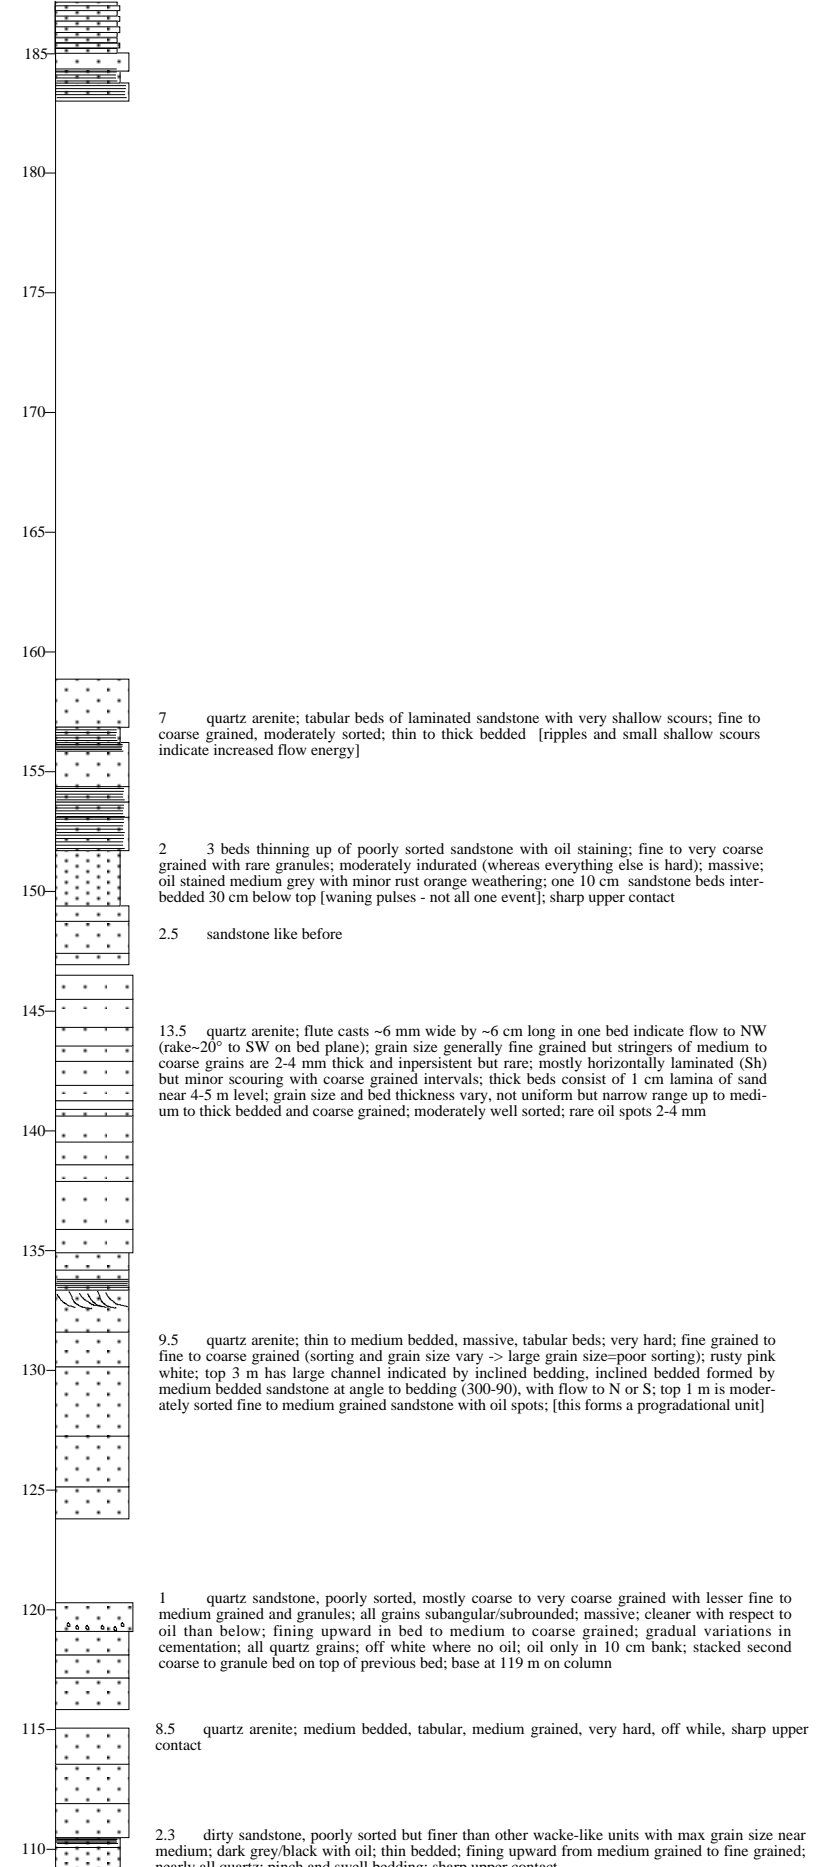 185
180
175
170
165
160
7 quartz arenite; tabular beds of laminated sandstone with very shallow scours; fine to
coarse grained, moderately sorted; thin to thick bedded [ripples and small shallow scours
indicate increased flow energy]
155
2 3 beds thinning up of poorly sorted sandstone with oil staining; fine to very coarse
grained with rare granules; moderately indurated (whereas everything else is hard); massive;
oil stained medium grey with minor rust orange weathering; one 10 cm sandstone beds inter-
bedded 30 cm below top [waning pulses - not all one event]; sharp upper contact
150
2.5 sandstone like before
145
13.5 quartz arenite; flute casts ~6 mm wide by ~6 cm long in one bed indicate flow to NW
(rake~20° to SW on bed plane); grain size generally fine grained but stringers of medium to
coarse grains are 2-4 mm thick and inpersistent but rare; mostly horizontally laminated (Sh)
but minor scouring with coarse grained intervals; thick beds consist of 1 cm lamina of sand
near 4-5 m level; grain size and bed thickness vary, not uniform but narrow range up to medi-
um to thick bedded and coarse grained; moderately well sorted; rare oil spots 2-4 mm
140
135
9.5 quartz arenite; thin to medium bedded, massive, tabular beds; very hard; fine grained to
fine to coarse grained (sorting and grain size vary -> large grain size=poor sorting); rusty pink
white; top 3 m has large channel indicated by inclined bedding, inclined bedded formed by
medium bedded sandstone at angle to bedding (300-90), with flow to N or S; top 1 m is moder-
ately sorted fine to medium grained sandstone with oil spots; [this forms a progradational unit]
130
125
1 quartz sandstone, poorly sorted, mostly coarse to very coarse grained with lesser fine to
medium grained and granules; all grains subangular/subrounded; massive; cleaner with respect to
oil than below; fining upward in bed to medium to coarse grained; gradual variations in
cementation; all quartz grains; off white where no oil; oil only in 10 cm bank; stacked second
coarse to granule bed on top of previous bed; base at 119 m on column
120
115
8.5 quartz arenite; medium bedded, tabular, medium grained, very hard, off while, sharp upper
contact
2.3 dirty sandstone, poorly sorted but finer than other wacke-like units with max grain size near
medium; dark grey/black with oil; thin bedded; fining upward from medium grained to fine grained;
nearly all quartz; pinch and swell bedding; sharp upper contact
110